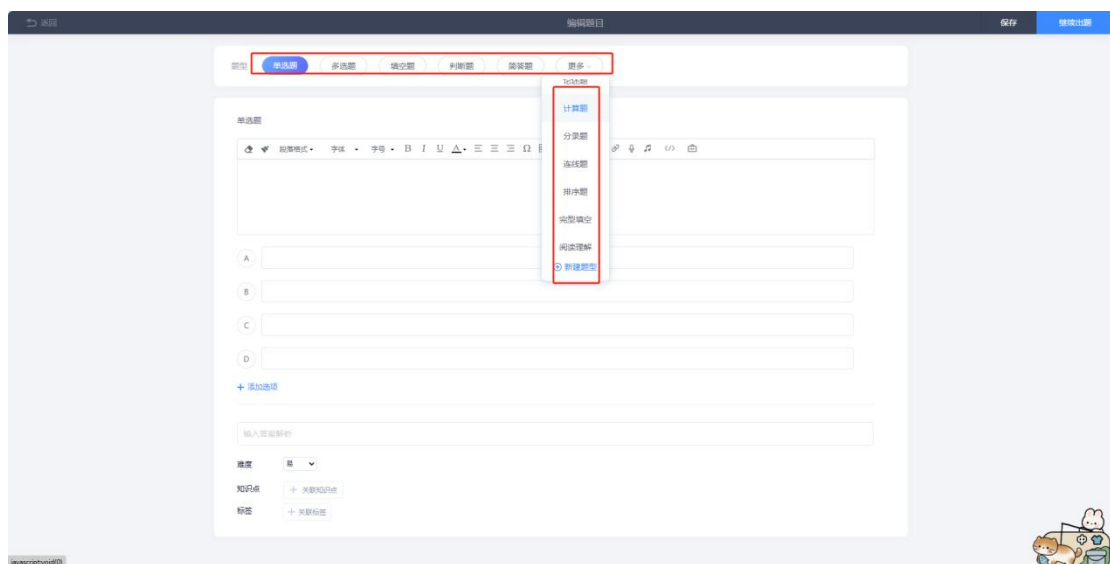 返回 编辑题目 保存 继续出题
题型 单选题 多选题 填空题 判断题 简答题 更多
计算题
单选题
分录题
段落格式 字体 字号 B I U A Ω
连线题
排序题
完型填空
阅读理解
A
新建题型
B
C
D
+ 添加选项
输入答案解析
难度 易
知识点 + 关联知识点
标签 + 关联标签
javascript:void(0)